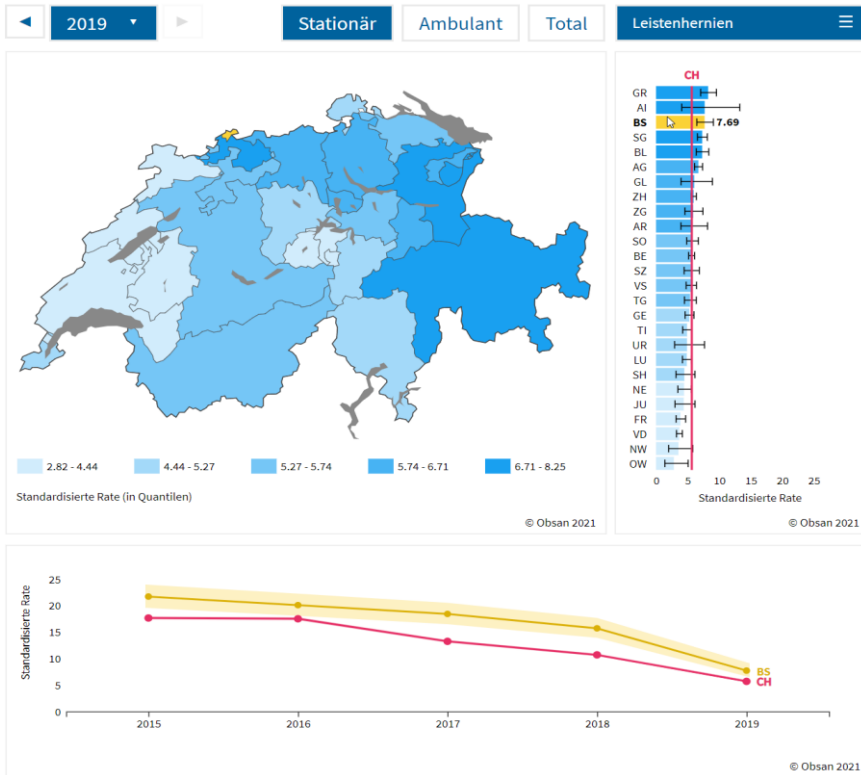 ◄ 2019 ▼ ► Stationär Ambulant Total Leistenhernien ☰
CH
GR
AI
BS 7.69
SG
BL
AG
GL
ZH
ZG
AR
SO
BE
SZ
VS
TG
GE
TI
UR
LU
SH
NE
JU
FR
VD
NW
OW
0 5 10 15 20 25
Standardisierte Rate
© Obsan 2021
2.82 - 4.44 4.44 - 5.27 5.27 - 5.74 5.74 - 6.71 6.71 - 8.25
Standardisierte Rate (in Quantilen)
© Obsan 2021
Standardisierte Rate
25
20
15
10
5
0
BS
CH
2015 2016 2017 2018 2019
© Obsan 2021